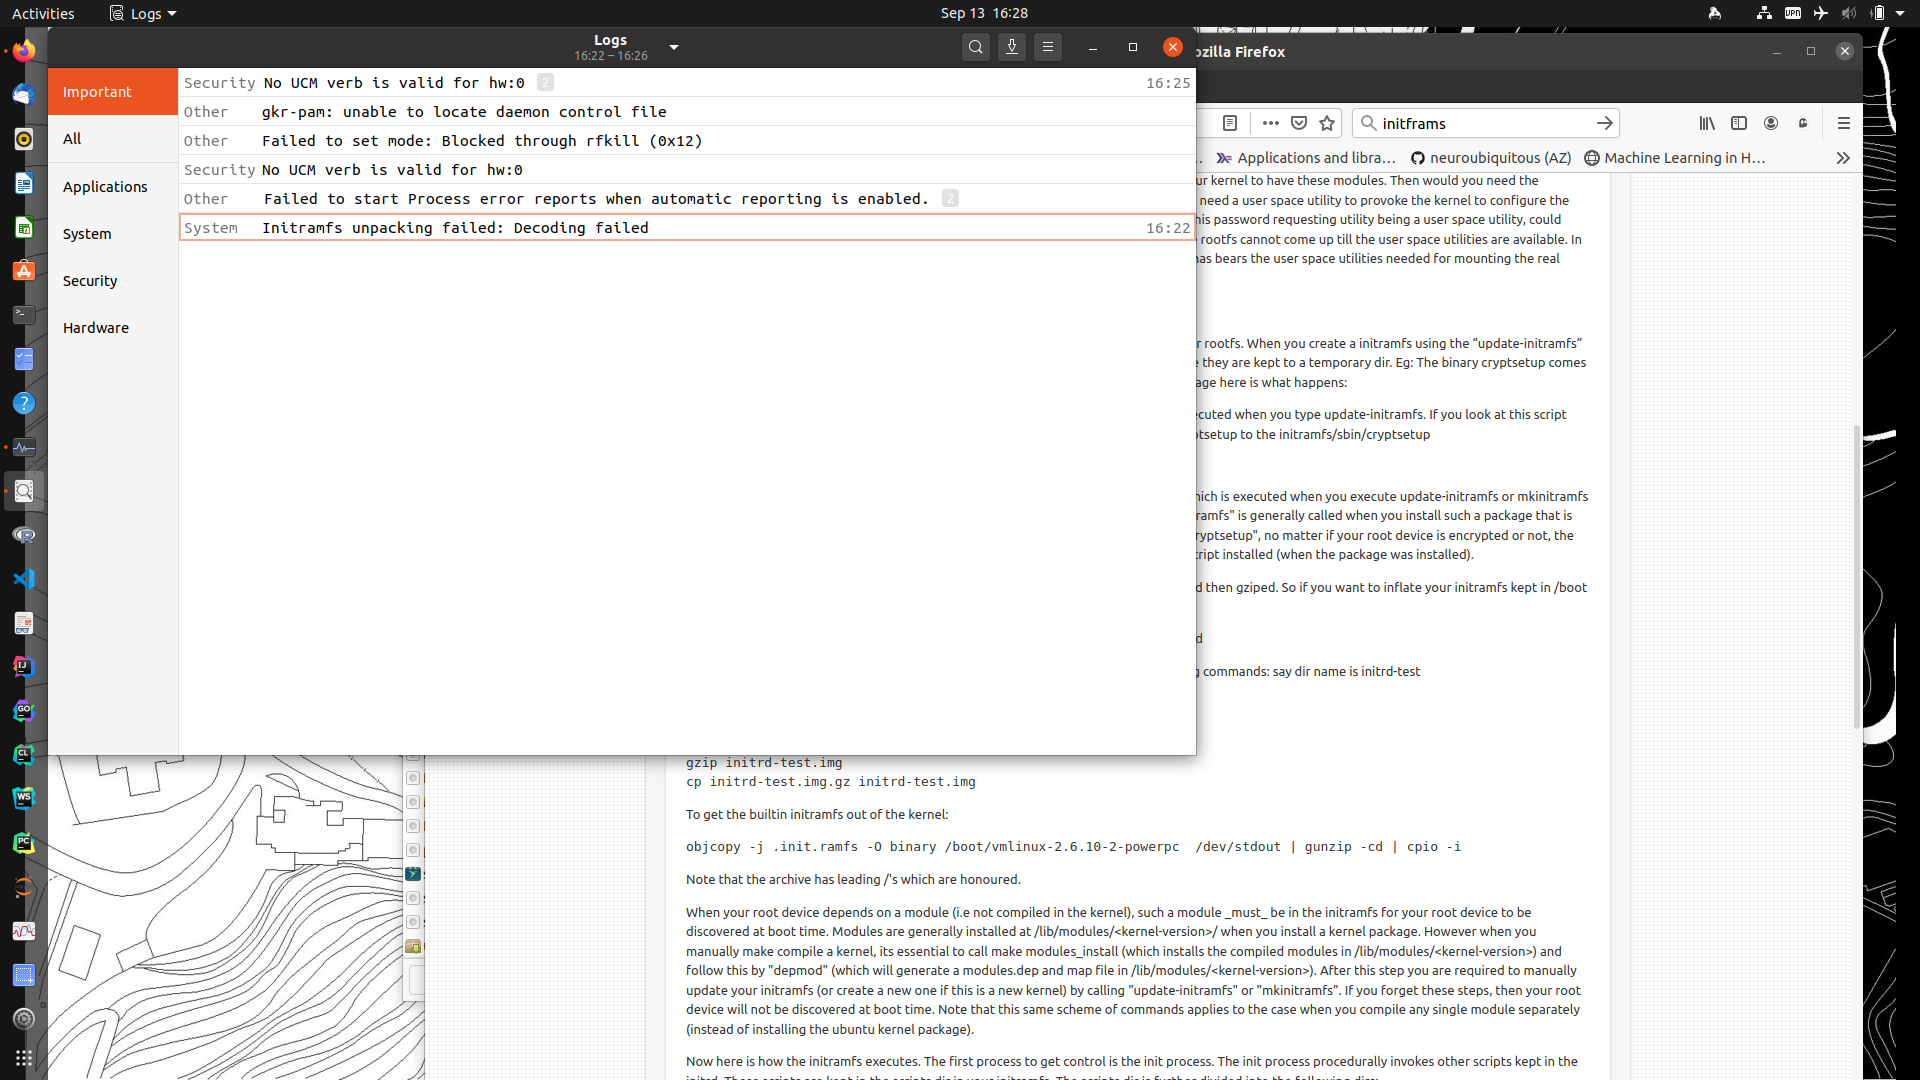 Activities
Logs
Sep 13 16:28
VPN
Logs
16:22 – 16:26
Important
All
Applications
System
Security
Hardware
Security No UCM verb is valid for hw:0 2 16:25
Other gkr-pam: unable to locate daemon control file
Other Failed to set mode: Blocked through rfkill (0x12)
Security No UCM verb is valid for hw:0
Other Failed to start Process error reports when automatic reporting is enabled. 2
System Initramfs unpacking failed: Decoding failed 16:22
ozilla Firefox
initframs
Applications and libra…
neuroubiquitous (AZ)
Machine Learning in H…
ur kernel to have these modules. Then would you need the
need a user space utility to provoke the kernel to configure the
his password requesting utility being a user space utility, could
rootfs cannot come up till the user space utilities are available. In
has bears the user space utilities needed for mounting the real
r rootfs. When you create a initramfs using the “update-initramfs”
e they are kept to a temporary dir. Eg: The binary cryptsetup comes
age here is what happens:
ecuted when you type update-initramfs. If you look at this script
otsetup to the initramfs/sbin/cryptsetup
hich is executed when you execute update-initramfs or mkinitramfs
ramfs" is generally called when you install such a package that is
ryptsetup", no matter if your root device is encrypted or not, the
cript installed (when the package was installed).
d then gziped. So if you want to inflate your initramfs kept in /boot
d
g commands: say dir name is initrd-test
gzip initrd-test.img
cp initrd-test.img.gz initrd-test.img
To get the builtin initramfs out of the kernel:
objcopy -j .init.ramfs -O binary /boot/vmlinux-2.6.10-2-powerpc /dev/stdout | gunzip -cd | cpio -i
Note that the archive has leading /'s which are honoured.
When your root device depends on a module (i.e not compiled in the kernel), such a module _must_ be in the initramfs for your root device to be
discovered at boot time. Modules are generally installed at /lib/modules/<kernel-version>/ when you install a kernel package. However when you
manually make compile a kernel, its essential to call make modules_install (which installs the compiled modules in /lib/modules/<kernel-version>) and
follow this by "depmod" (which will generate a modules.dep and map file in /lib/modules/<kernel-version>). After this step you are required to manually
update your initramfs (or create a new one if this is a new kernel) by calling "update-initramfs" or "mkinitramfs". If you forget these steps, then your root
device will not be discovered at boot time. Note that this same scheme of commands applies to the case when you compile any single module separately
(instead of installing the ubuntu kernel package).
Now here is how the initramfs executes. The first process to get control is the init process. The init process procedurally invokes other scripts kept in the